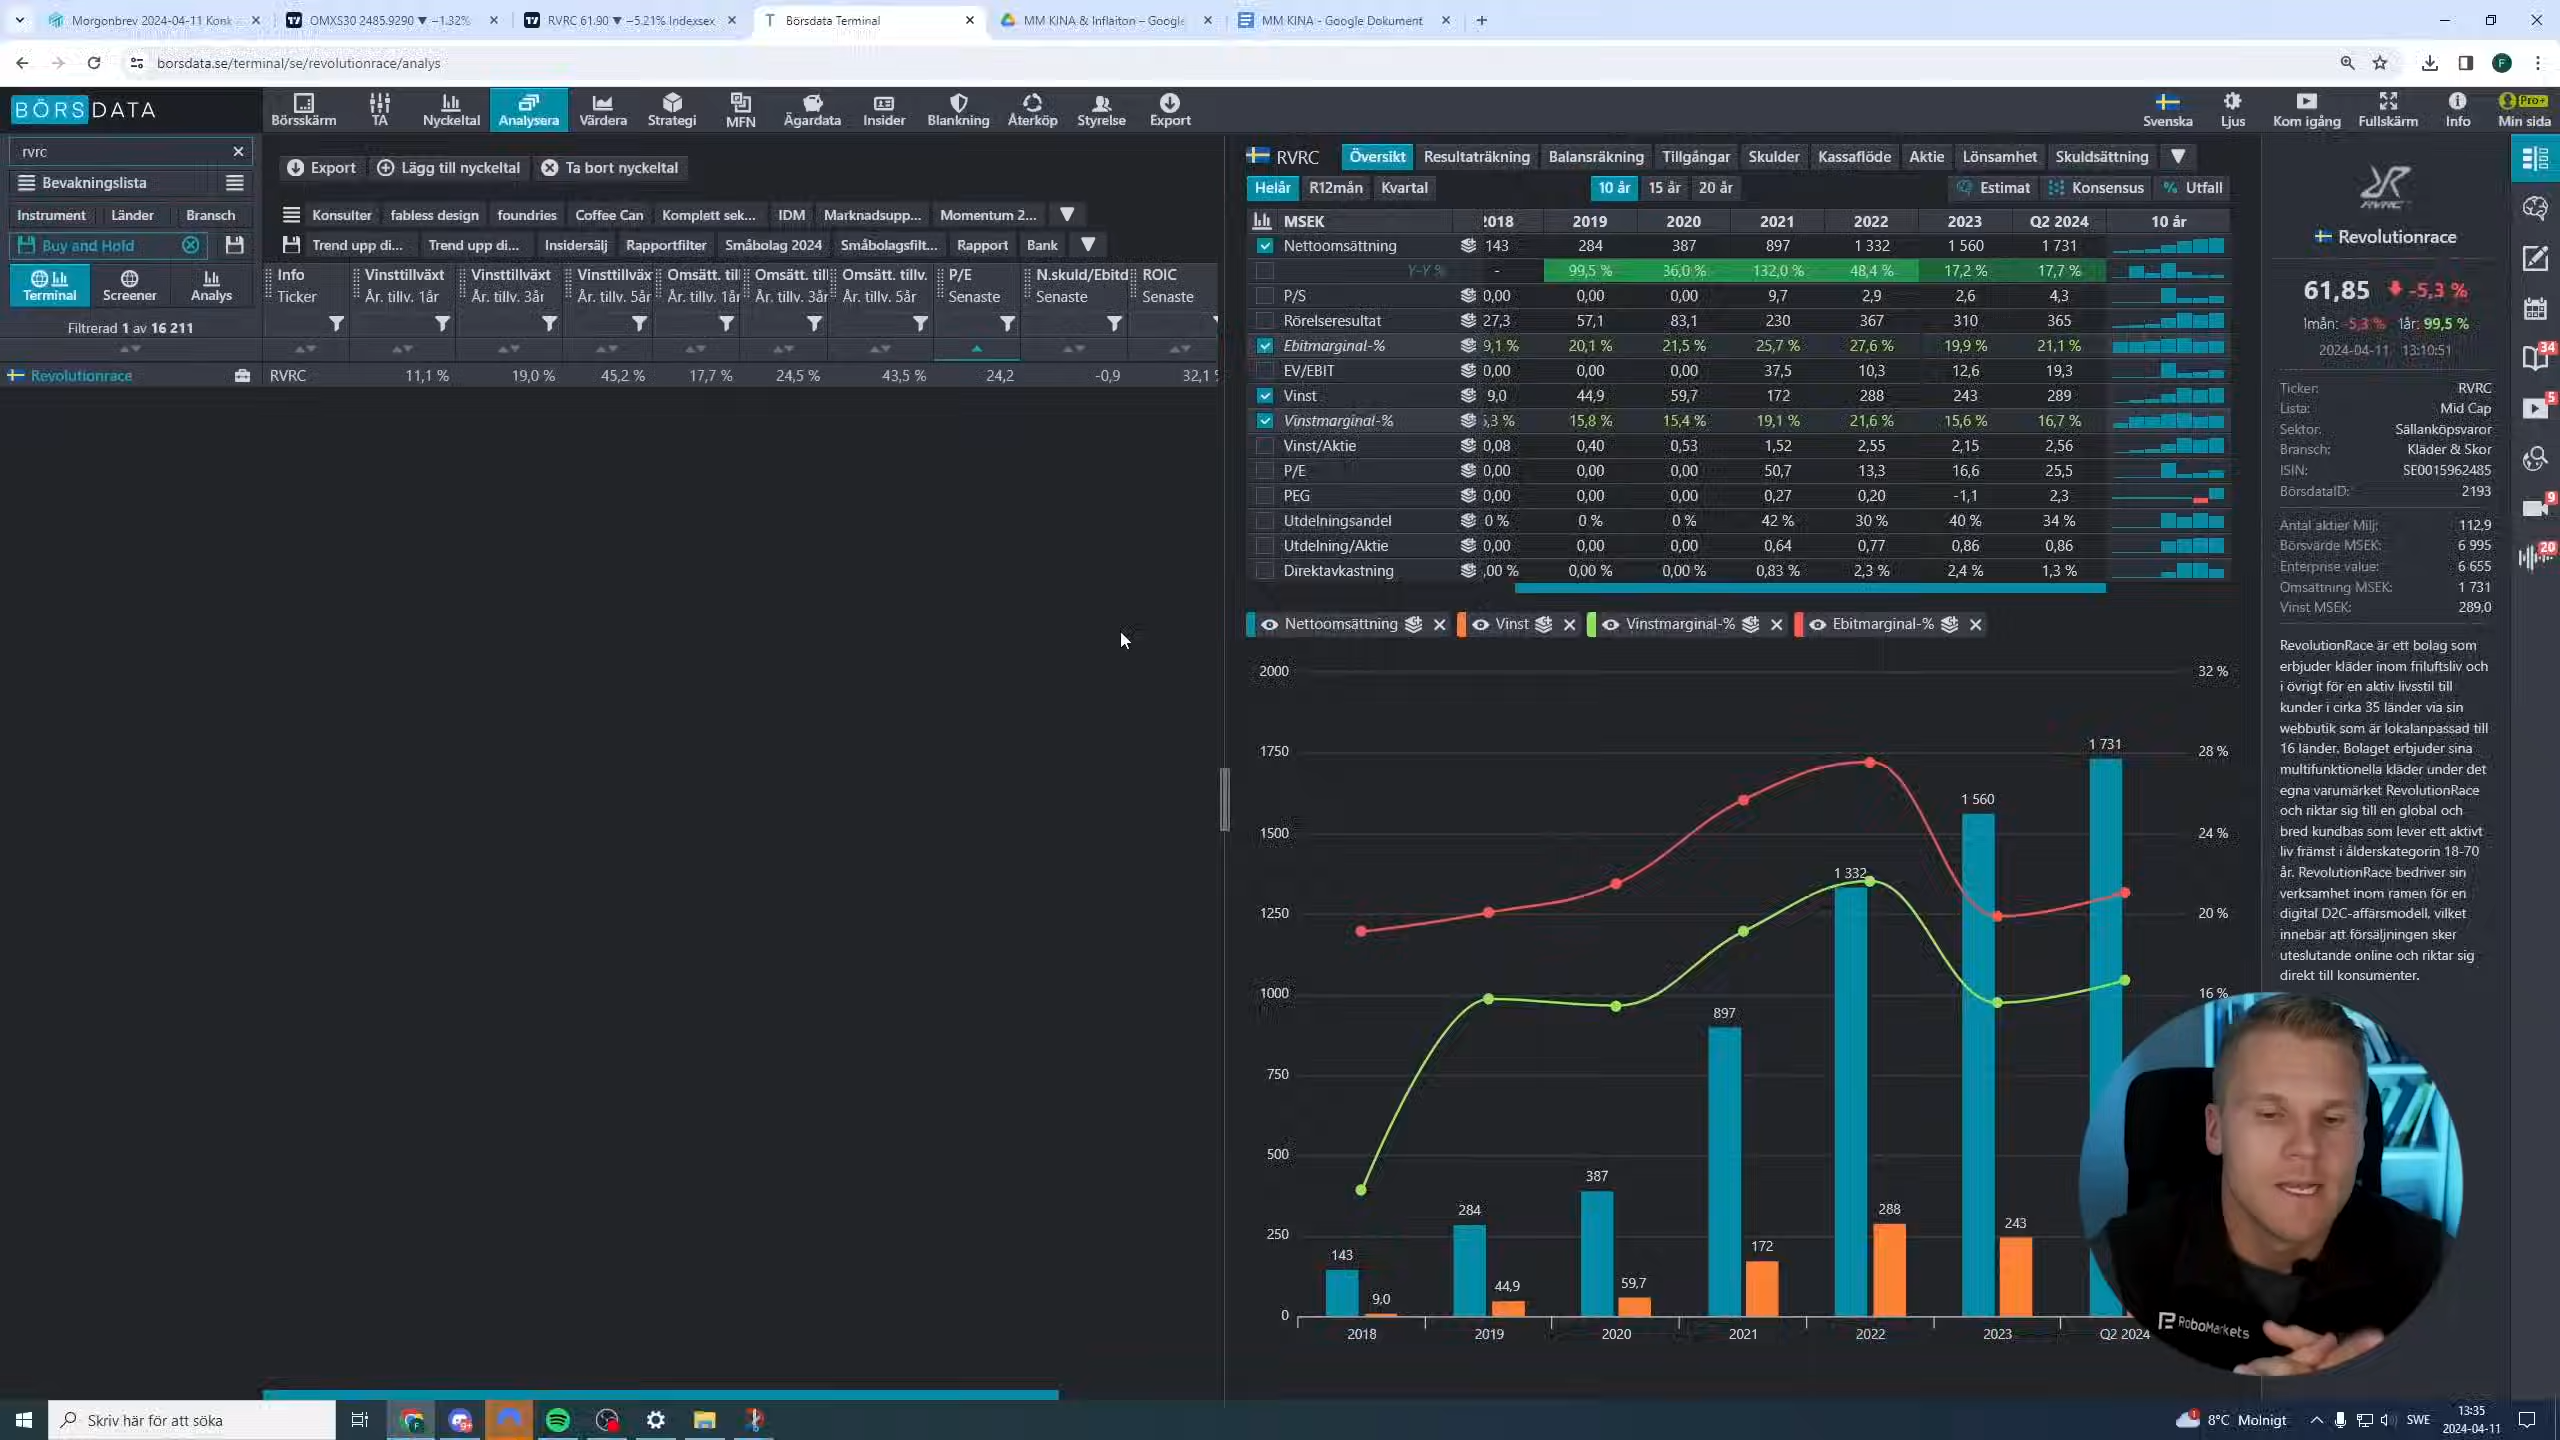 Morgonbrev 2024-04-11 Konk
OMXS30 2485.9290 ▼ −1.32%
RVRC 61.90 ▼ −5.21% Indexsex
Börsdata Terminal
MM KINA & Inflaiton – Google
MM KINA - Google Dokument
borsdata.se/terminal/se/revolutionrace/analys
BÖRSDATA
Börsskärm TA Nyckeltal Analysera Värdera Strategi MFN Ägardata Insider Blankning Återköp Styrelse Export
Svenska Ljus Kom igång Fullskärm Info Pro+ Min sida
rvrc
Bevakningslista
Instrument Länder Bransch
Buy and Hold
Terminal Screener Analys
Filtrerad 1 av 16 211
Export Lägg till nyckeltal Ta bort nyckeltal
Konsulter fabless design foundries Coffee Can Komplett sek... IDM Marknadsupp... Momentum 2...
Trend upp di... Trend upp di... Insidersälj Rapportfilter Småbolag 2024 Småbolagsfilt... Rapport Bank
Info Vinsttillväxt Vinsttillväxt Vinsttillväx Omsätt. til Omsätt. till Omsätt. tillv. P/E N.skuld/Ebitd ROIC
Ticker År. tillv. 1år År. tillv. 3år År. tillv. 5år År. tillv. 1år År. tillv. 3år År. tillv. 5år Senaste Senaste Senaste
Revolutionrace RVRC 11,1 % 19,0 % 45,2 % 17,7 % 24,5 % 43,5 % 24,2 -0,9 32,1
RVRC Översikt Resultaträkning Balansräkning Tillgångar Skulder Kassaflöde Aktie Lönsamhet Skuldsättning
Helår R12mån Kvartal 10 år 15 år 20 år Estimat Konsensus % Utfall
MSEK 2018 2019 2020 2021 2022 2023 Q2 2024 10 år
Nettoomsättning 143 284 387 897 1 332 1 560 1 731
Y-Y % - 99,5 % 36,0 % 132,0 % 48,4 % 17,2 % 17,7 %
P/S 0,00 0,00 0,00 9,7 2,9 2,6 4,3
Rörelseresultat 27,3 57,1 83,1 230 367 310 365
Ebitmarginal-% 9,1 % 20,1 % 21,5 % 25,7 % 27,6 % 19,9 % 21,1 %
EV/EBIT 0,00 0,00 0,00 37,5 10,3 12,6 19,3
Vinst 9,0 44,9 59,7 172 288 243 289
Vinstmarginal-% ,3 % 15,8 % 15,4 % 19,1 % 21,6 % 15,6 % 16,7 %
Vinst/Aktie 0,08 0,40 0,53 1,52 2,55 2,15 2,56
P/E 0,00 0,00 0,00 50,7 13,3 16,6 25,5
PEG 0,00 0,00 0,00 0,27 0,20 -1,1 2,3
Utdelningsandel 0 % 0 % 0 % 42 % 30 % 40 % 34 %
Utdelning/Aktie 0,00 0,00 0,00 0,64 0,77 0,86 0,86
Direktavkastning ,00 % 0,00 % 0,00 % 0,83 % 2,3 % 2,4 % 1,3 %
Nettoomsättning Vinst Vinstmarginal-% Ebitmarginal-%
2000 32 %
1750 28 %
1500 24 %
1250 20 %
1000 16 %
750
500
250
0
143 9,0 284 44,9 387 59,7 897 172 1 332 288 1 560 243 1 731
2018 2019 2020 2021 2022 2023 Q2 2024
RVRC
Revolutionrace
61,85 -5,3 %
1mån: -5,3 % 1år: 99,5 %
2024-04-11 13:10:51
Ticker: RVRC
Lista: Mid Cap
Sektor: Sällanköpsvaror
Bransch: Kläder & Skor
ISIN: SE0015962485
BörsdataID: 2193
Antal aktier Milj: 112,9
Börsvärde MSEK: 6 995
Enterprise value: 6 655
Omsättning MSEK: 1 731
Vinst MSEK: 289,0
RevolutionRace är ett bolag som
erbjuder kläder inom friluftsliv och
i övrigt för en aktiv livsstil till
kunder i cirka 35 länder via sin
webbutik som är lokalanpassad till
16 länder. Bolaget erbjuder sina
multifunktionella kläder under det
egna varumärket RevolutionRace
och riktar sig till en global och
bred kundbas som lever ett aktivt
liv främst i ålderskategorin 18-70
år. RevolutionRace bedriver sin
verksamhet inom ramen för en
digital D2C-affärsmodell, vilket
innebär att försäljningen sker
uteslutande online och riktar sig
direkt till konsumenter.
34
5
9
20
RoboMarkets
Skriv här för att söka
8°C Molnigt
SWE
13:35
2024-04-11